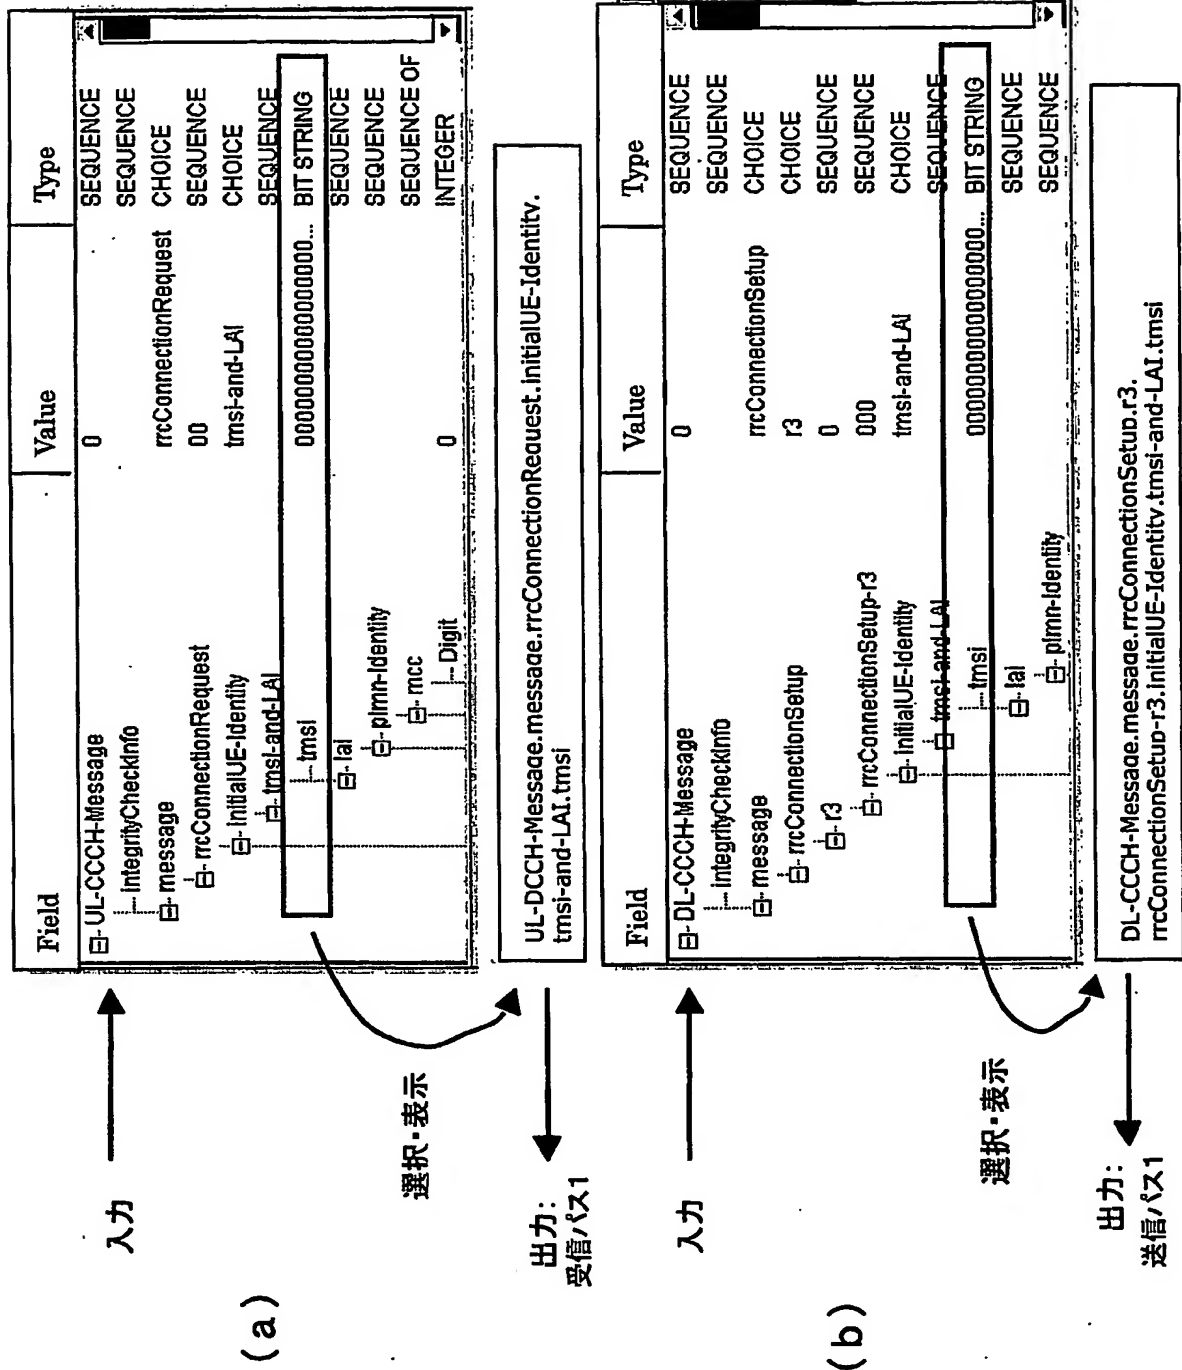 (a)
入力
Field Value Type
UL-CCCH-Message 0 SEQUENCE
integrityCheckInfo SEQUENCE
message rrcConnectionRequest CHOICE
rrcConnectionRequest 00 SEQUENCE
initialUE-Identity tmsi-and-LAI CHOICE
tmsi-and-LAI SEQUENCE
tmsi 0000000000000000... BIT STRING
lai SEQUENCE
plmn-Identity SEQUENCE
mcc SEQUENCE OF
Digit 0 INTEGER
選択・表示
出力:
受信パス1
UL-DCCH-Message.message.rrcConnectionRequest.initialUE-Identity.
tmsi-and-LAI.tmsi
(b)
入力
Field Value Type
DL-CCCH-Message 0 SEQUENCE
integrityCheckInfo SEQUENCE
message rrcConnectionSetup CHOICE
rrcConnectionSetup r3 CHOICE
r3 0 SEQUENCE
rrcConnectionSetup-r3 000 SEQUENCE
initialUE-Identity tmsi-and-LAI CHOICE
tmsi-and-LAI SEQUENCE
tmsi 0000000000000000... BIT STRING
lai SEQUENCE
plmn-Identity SEQUENCE
選択・表示
出力:
送信パス1
DL-CCCH-Message.message.rrcConnectionSetup.r3.
rrcConnectionSetup-r3.initialUE-Identity.tmsi-and-LAI.tmsi